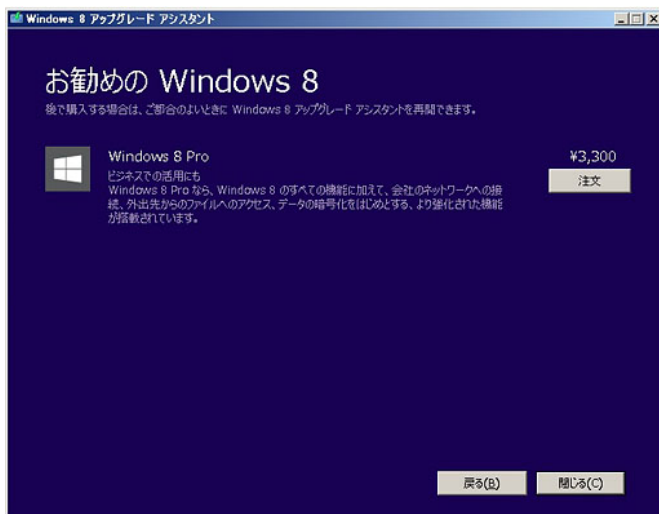 Windows 8 アップグレード アシスタント
お勧めの Windows 8
後で購入する場合は、ご都合のよいときに Windows 8 アップグレード アシスタントを再開できます。
Windows 8 Pro
¥3,300
ビジネスでの活用にも
注文
Windows 8 Pro なら、Windows 8 のすべての機能に加えて、会社のネットワークへの接
続、外出先からのファイルへのアクセス、データの暗号化をはじめとする、より強化された機能
が搭載されています。
戻る(B)
閉じる(C)